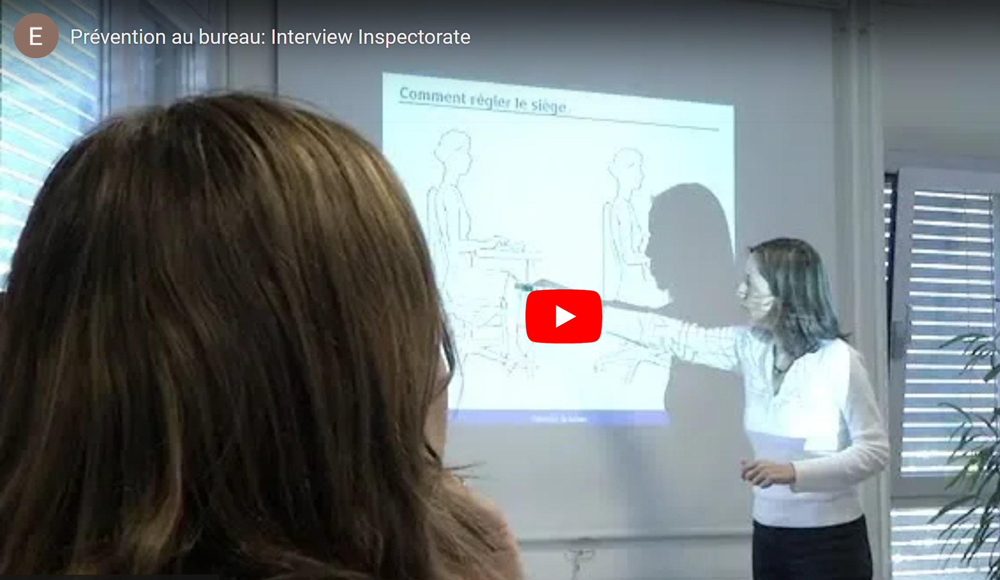 E
Prévention au bureau: Interview Inspectorate
Comment régler le siège